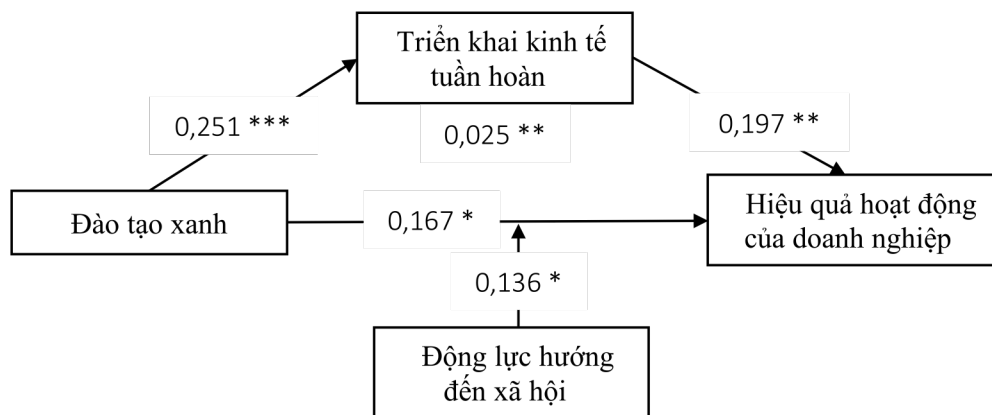 Triển khai kinh tế
tuần hoàn
0,251 ***
0,025 **
0,197 **
Đào tạo xanh
0,167 *
Hiệu quả hoạt động
của doanh nghiệp
0,136 *
Động lực hướng
đến xã hội